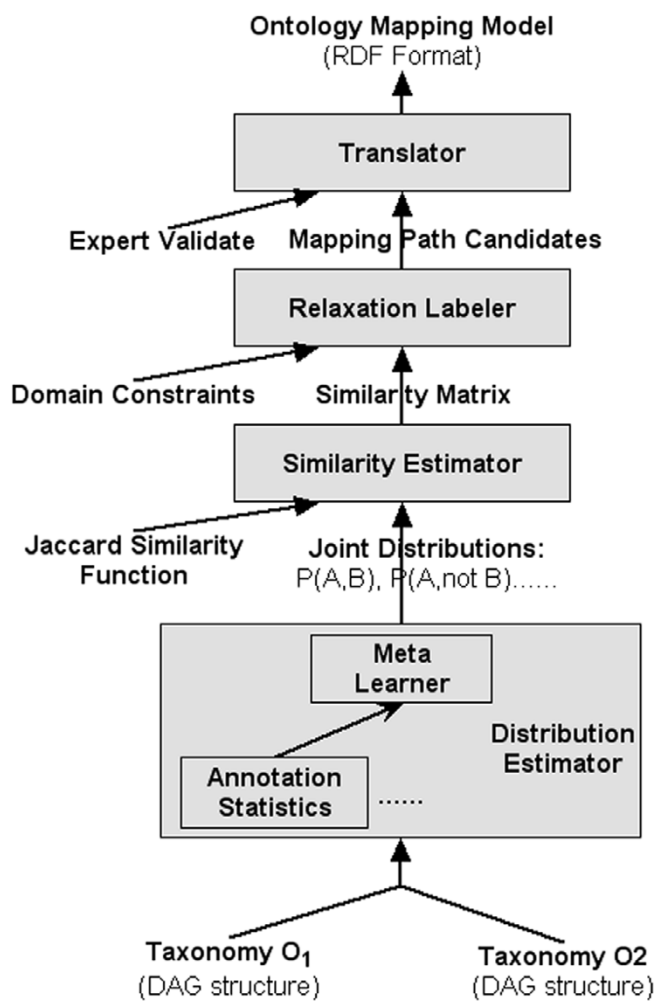 Ontology Mapping Model
(RDF Format)
Translator
Expert Validate
Mapping Path Candidates
Relaxation Labeler
Domain Constraints
Similarity Matrix
Similarity Estimator
Jaccard Similarity
Function
Joint Distributions:
P(A,B), P(A,not B)......
Meta
Learner
Distribution
Estimator
Annotation
Statistics
......
Taxonomy O₁
(DAG structure)
Taxonomy O2
(DAG structure)